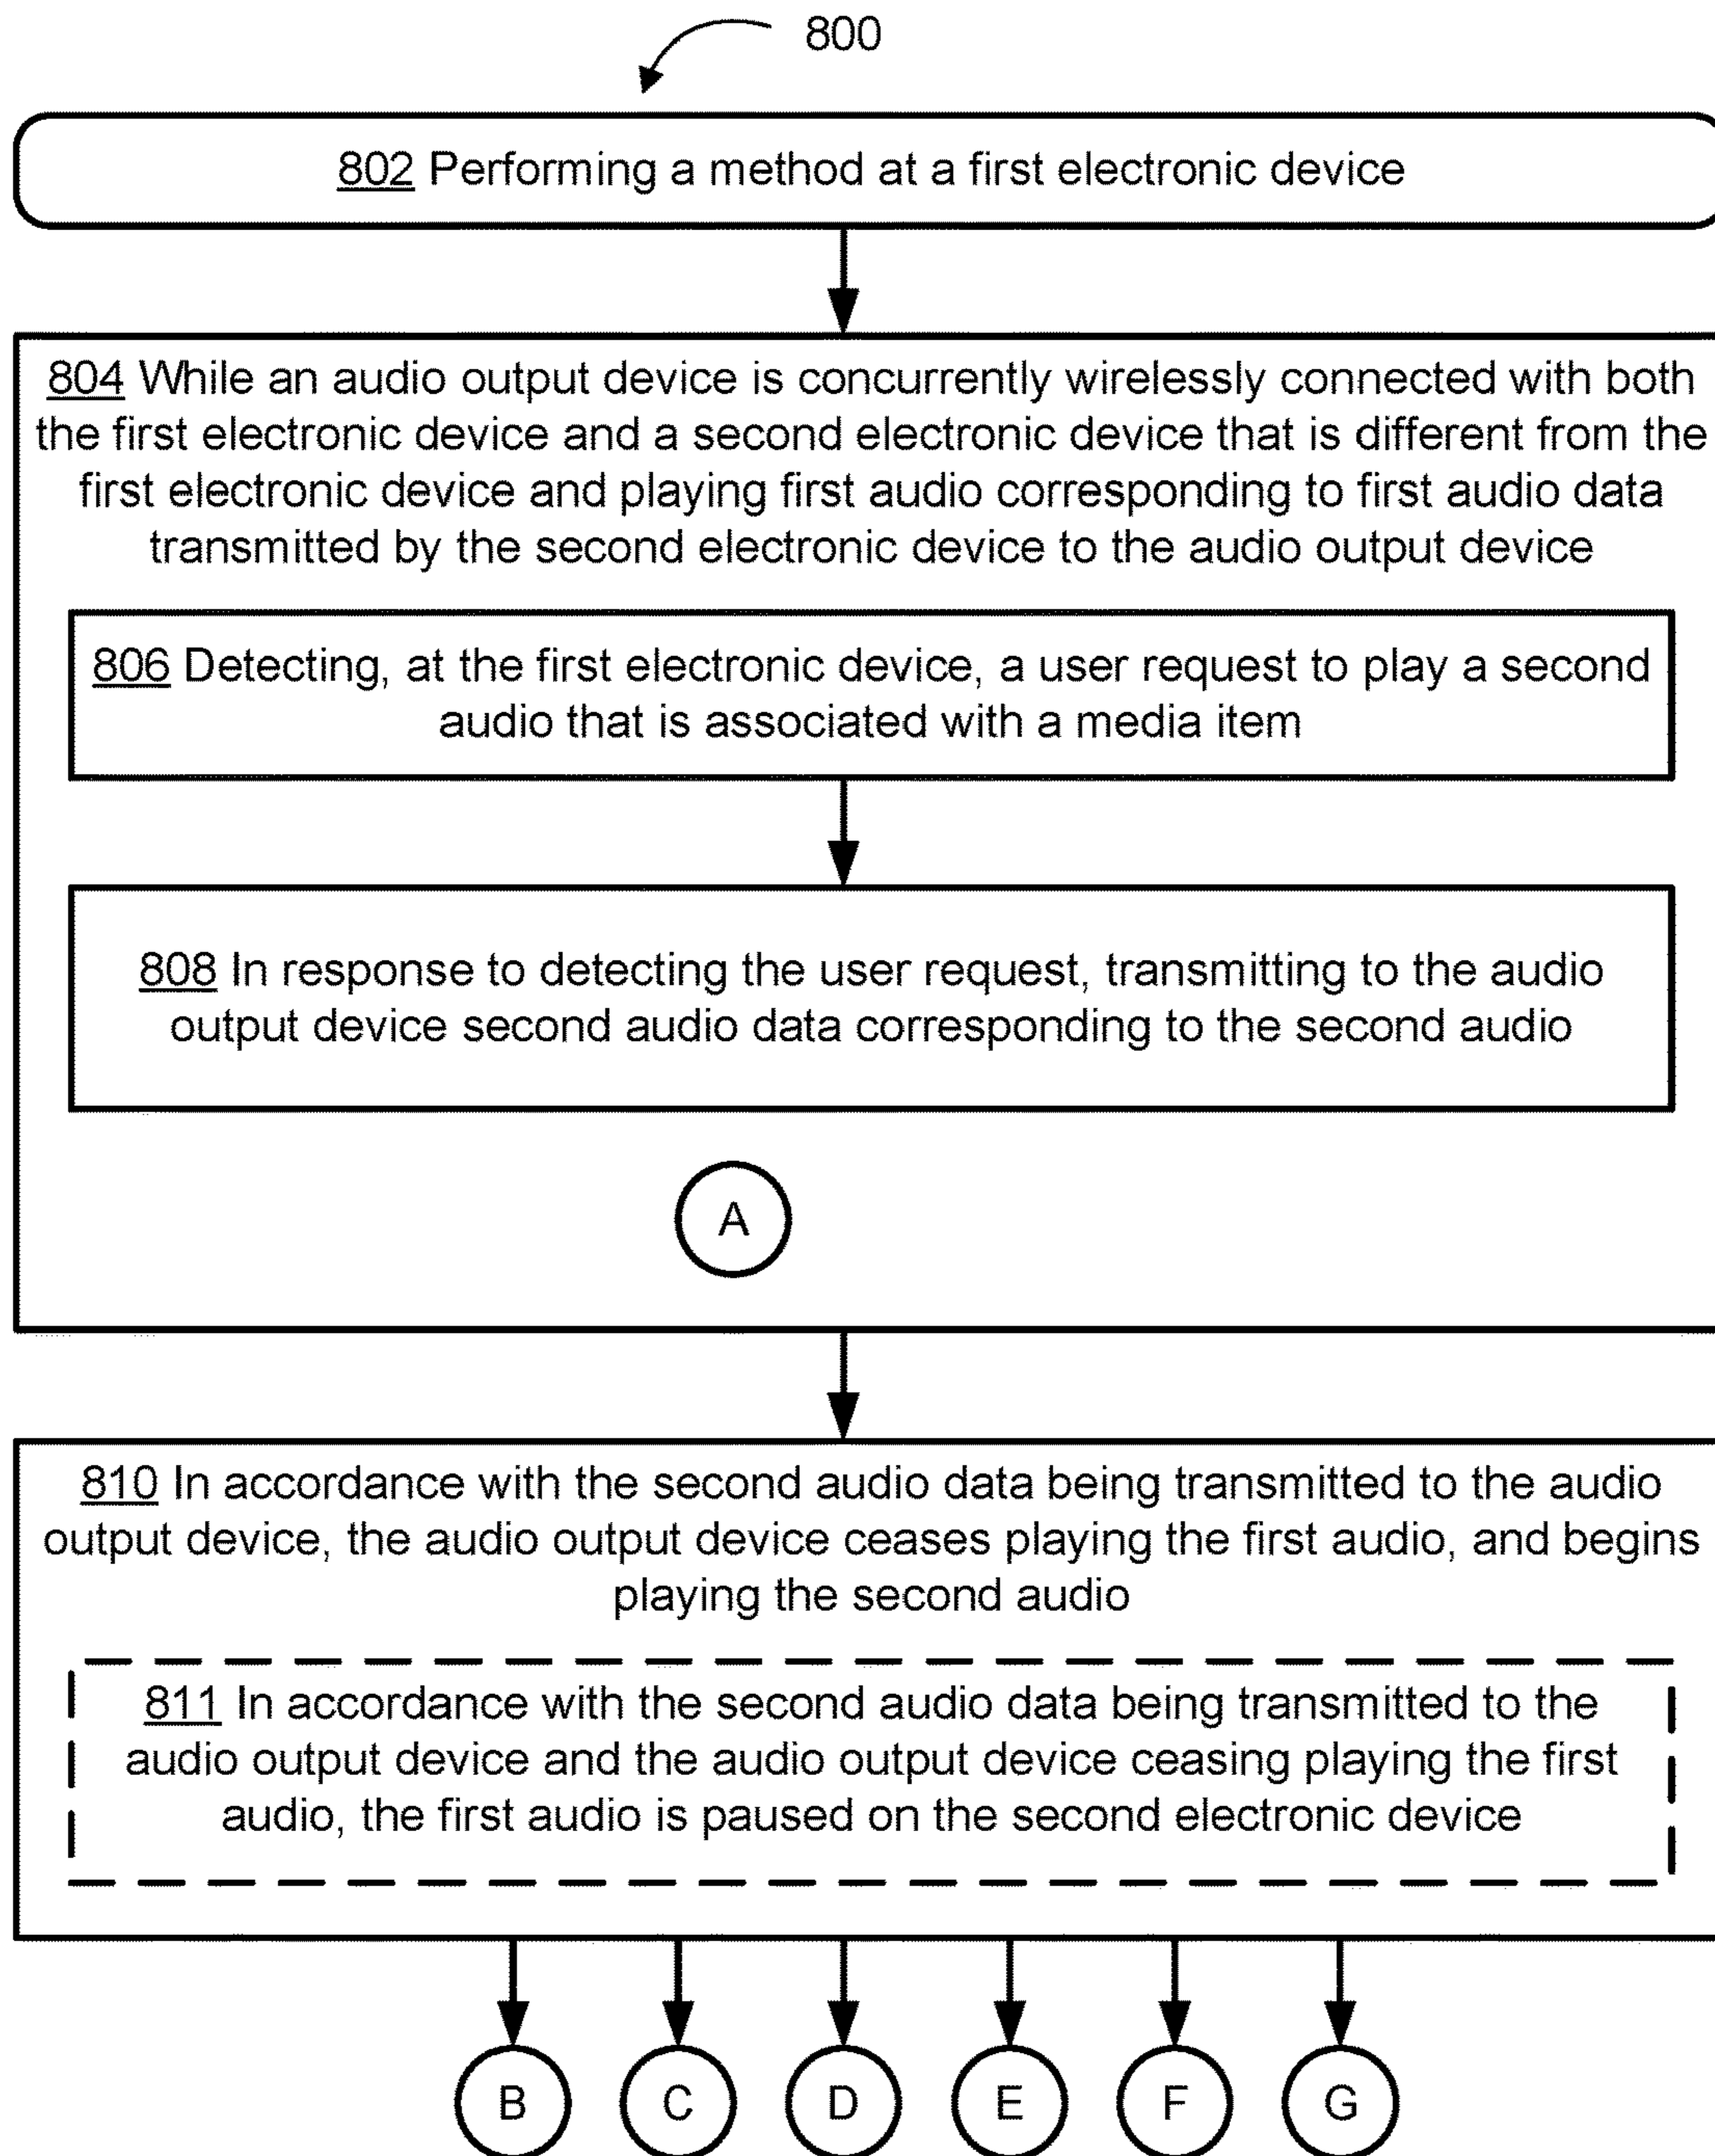 800
802 Performing a method at a first electronic device
804 While an audio output device is concurrently wirelessly connected with both
the first electronic device and a second electronic device that is different from the
first electronic device and playing first audio corresponding to first audio data
transmitted by the second electronic device to the audio output device
806 Detecting, at the first electronic device, a user request to play a second
audio that is associated with a media item
808 In response to detecting the user request, transmitting to the audio
output device second audio data corresponding to the second audio
A
810 In accordance with the second audio data being transmitted to the audio
output device, the audio output device ceases playing the first audio, and begins
playing the second audio
811 In accordance with the second audio data being transmitted to the
audio output device and the audio output device ceasing playing the first
audio, the first audio is paused on the second electronic device
B C D E F G